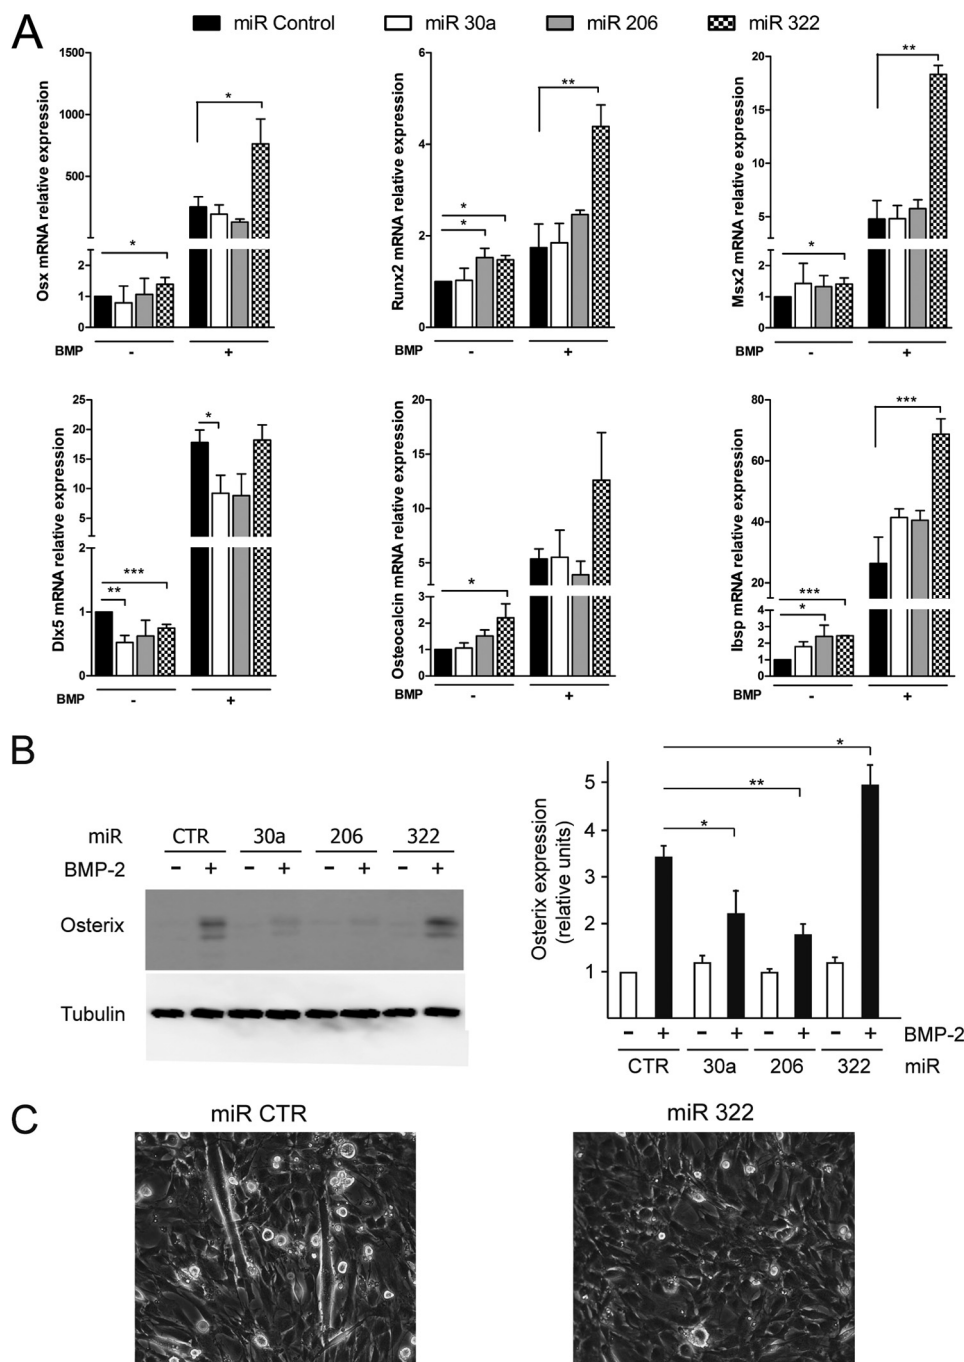 A
miR Control miR 30a miR 206 miR 322
Osx mRNA relative expression
1500
1000
500
2
1
0
*
*
BMP - +
Runx2 mRNA relative expression
6
4
2
0
*
*
**
BMP - +
Msx2 mRNA relative expression
20
15
10
5
2
1
0
*
**
BMP - +
Dlx5 mRNA relative expression
25
20
15
10
5
2
1
0
**
***
*
BMP - +
Osteocalcin mRNA relative expression
20
15
10
5
3
2
1
0
*
BMP - +
Ibsp mRNA relative expression
80
60
40
20
4
3
2
1
0
***
*
***
BMP - +
B
miR CTR 30a 206 322
BMP-2 - + - + - + - +
Osterix
Tubulin
Osterix expression
(relative units)
5
4
3
2
1
*
**
*
- + - + - + - + BMP-2
CTR 30a 206 322 miR
C
miR CTR miR 322